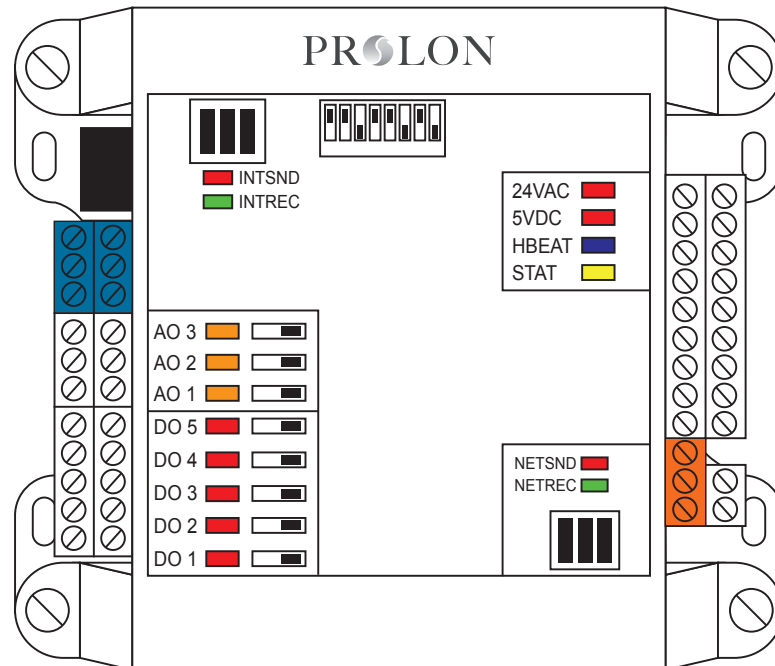 PROLON
INTSND
INTREC
24VAC
5VDC
HBEAT
STAT
AO 3
AO 2
AO 1
DO 5
DO 4
DO 3
DO 2
DO 1
NETSND
NETREC